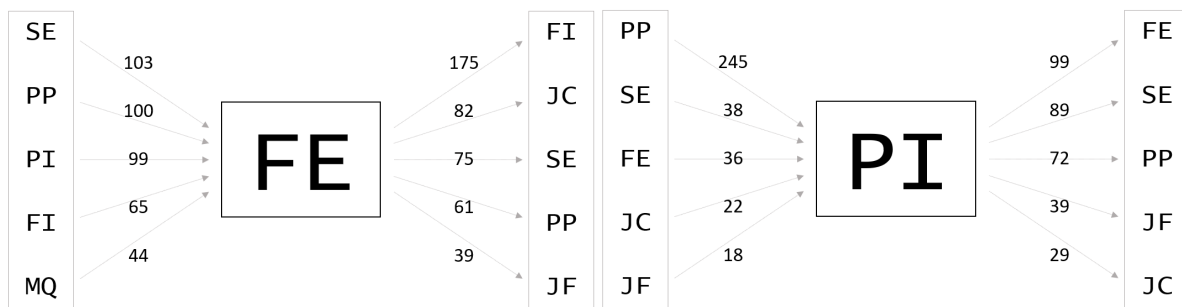 SE
PP
PI
FI
MQ
103
100
99
65
44
FE
175
82
75
61
39
FI
JC
SE
PP
JF
PP
SE
FE
JC
JF
245
38
36
22
18
PI
99
89
72
39
29
FE
SE
PP
JF
JC